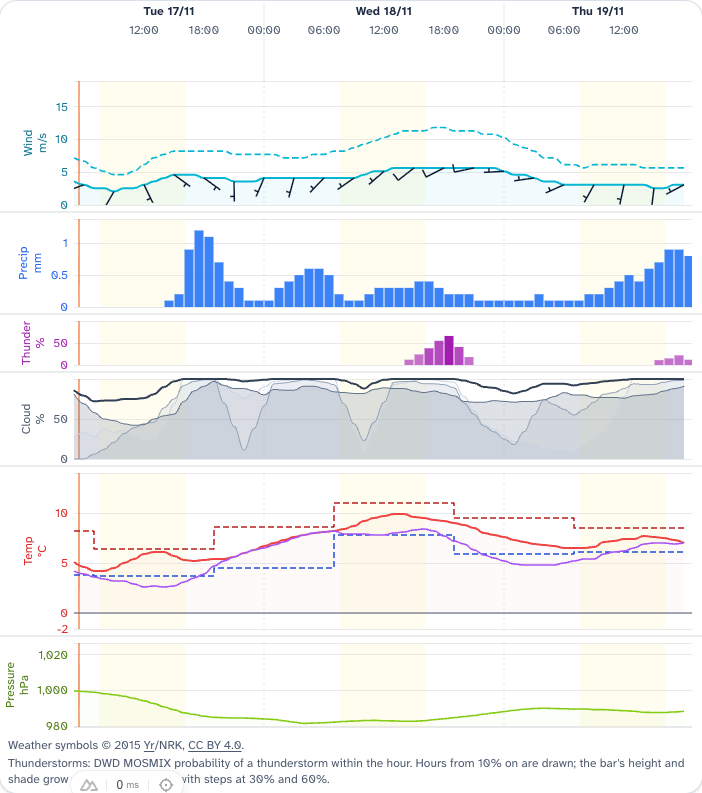 Tue 17/11 Wed 18/11 Thu 19/11
12:00 18:00 00:00 06:00 12:00 18:00 00:00 06:00 12:00
Wind
m/s
15
10
5
0
Precip
mm
1
0.5
0
Thunder
%
50
0
Cloud
%
50
0
Temp
°C
10
5
0
-2
Pressure
hPa
1,020
1,000
980
Weather symbols © 2015 Yr/NRK, CC BY 4.0.
Thunderstorms: DWD MOSMIX probability of a thunderstorm within the hour. Hours from 10% on are drawn; the bar's height and
shade grow with steps at 30% and 60%.
0 ms